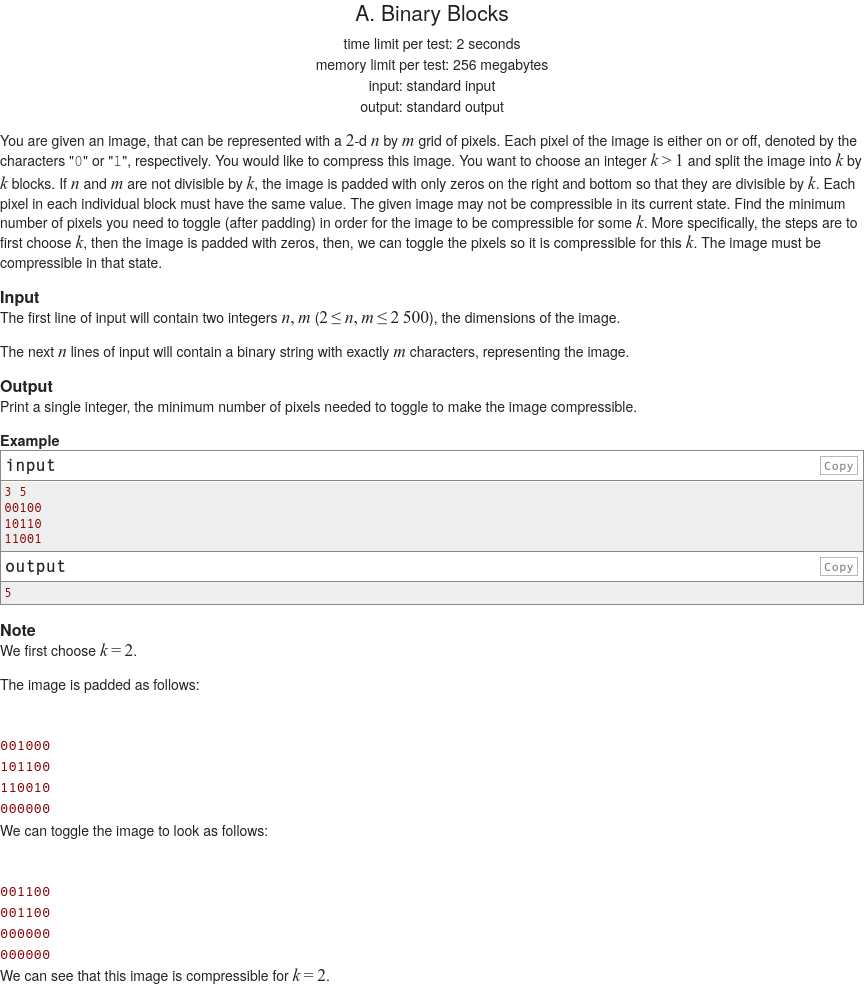 A. Binary Blocks
time limit per test: 2 seconds
memory limit per test: 256 megabytes
input: standard input
output: standard output
You are given an image, that can be represented with a 2-d n by m grid of pixels. Each pixel of the image is either on or off, denoted by the
characters "0" or "1", respectively. You would like to compress this image. You want to choose an integer k > 1 and split the image into k by
k blocks. If n and m are not divisible by k, the image is padded with only zeros on the right and bottom so that they are divisible by k. Each
pixel in each individual block must have the same value. The given image may not be compressible in its current state. Find the minimum
number of pixels you need to toggle (after padding) in order for the image to be compressible for some k. More specifically, the steps are to
first choose k, then the image is padded with zeros, then, we can toggle the pixels so it is compressible for this k. The image must be
compressible in that state.
Input
The first line of input will contain two integers n, m (2 ≤ n, m ≤ 2 500), the dimensions of the image.
The next n lines of input will contain a binary string with exactly m characters, representing the image.
Output
Print a single integer, the minimum number of pixels needed to toggle to make the image compressible.
Example
input Copy
3 5
00100
10110
11001
output Copy
5
Note
We first choose k = 2.
The image is padded as follows:
001000
101100
110010
000000
We can toggle the image to look as follows:
001100
001100
000000
000000
We can see that this image is compressible for k = 2.